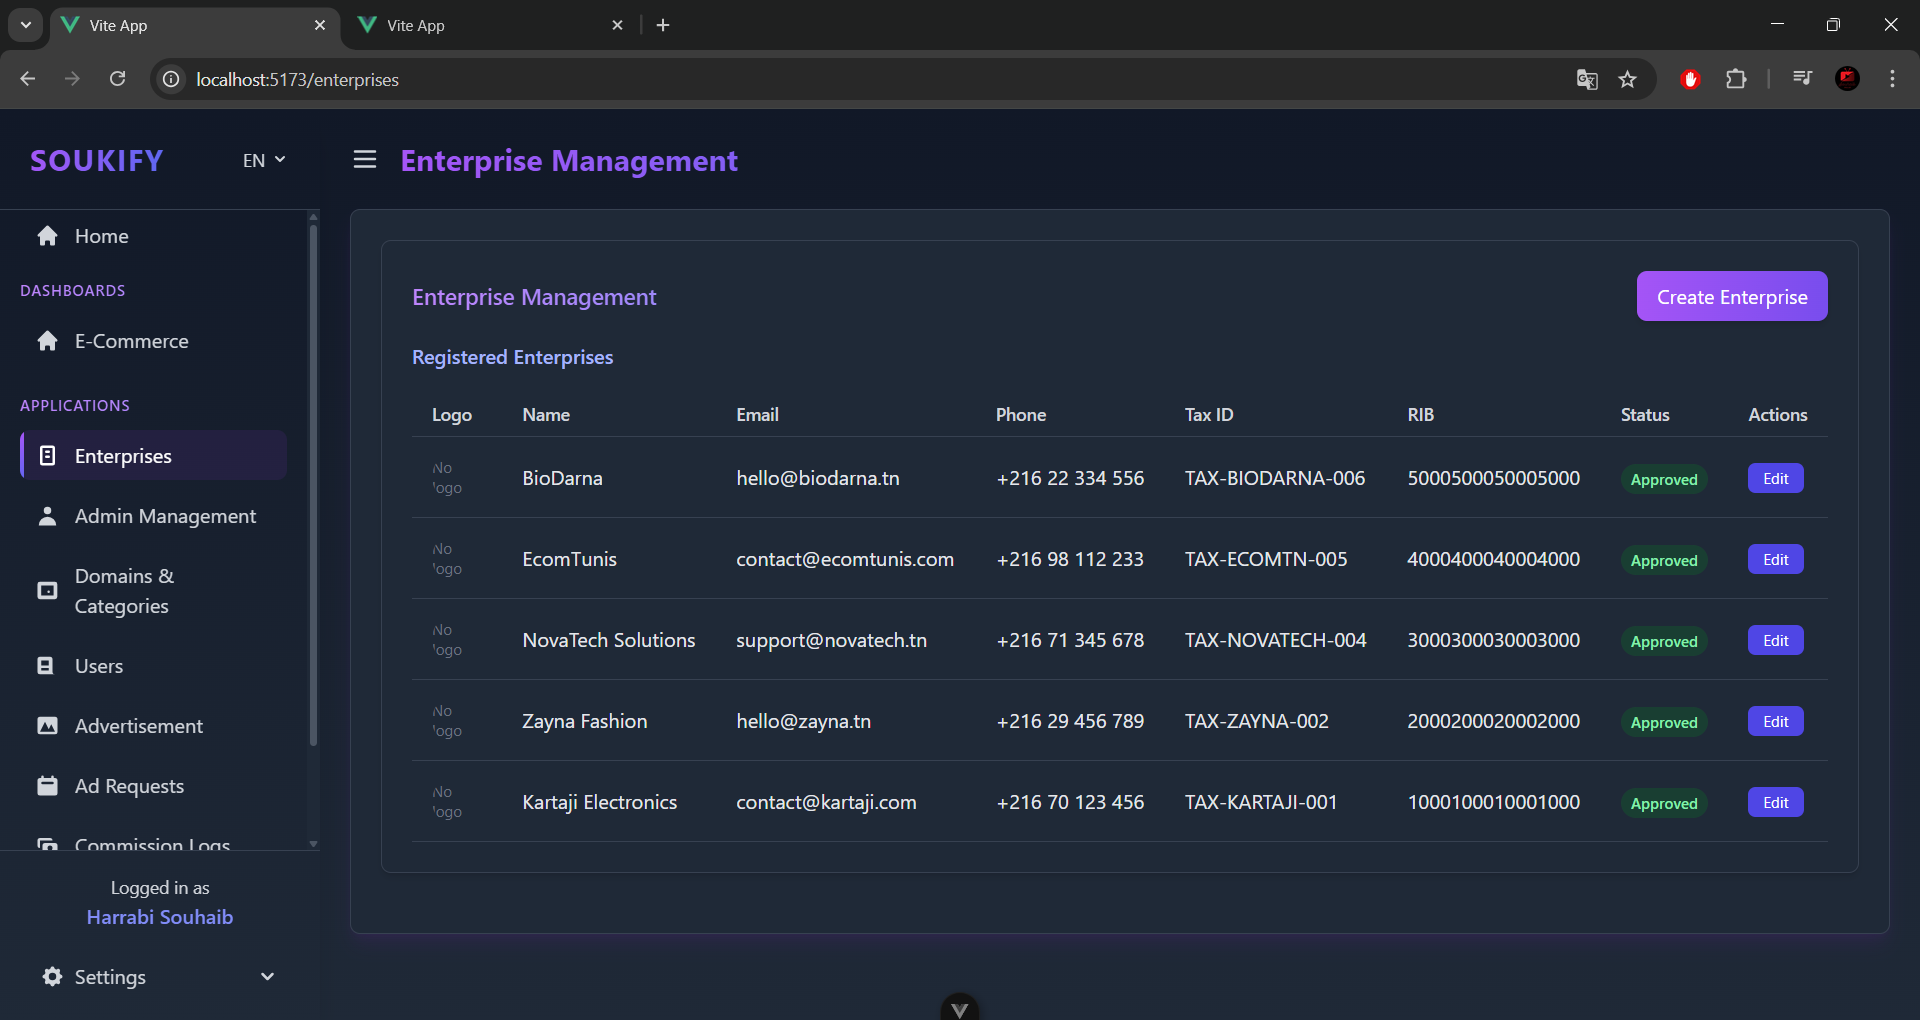 Vite App
Vite App
localhost:5173/enterprises
SOUKIFY
EN
Enterprise Management
Home
DASHBOARDS
E-Commerce
APPLICATIONS
Enterprises
Admin Management
Domains &
Categories
Users
Advertisement
Ad Requests
Commission Logs
Logged in as
Harrabi Souhaib
Settings
Enterprise Management
Create Enterprise
Registered Enterprises
Logo Name Email Phone Tax ID RIB Status Actions
No
logo
BioDarna hello@biodarna.tn +216 22 334 556 TAX-BIODARNA-006 5000500050005000 Approved Edit
No
logo
EcomTunis contact@ecomtunis.com +216 98 112 233 TAX-ECOMTN-005 4000400040004000 Approved Edit
No
logo
NovaTech Solutions support@novatech.tn +216 71 345 678 TAX-NOVATECH-004 3000300030003000 Approved Edit
No
logo
Zayna Fashion hello@zayna.tn +216 29 456 789 TAX-ZAYNA-002 2000200020002000 Approved Edit
No
logo
Kartaji Electronics contact@kartaji.com +216 70 123 456 TAX-KARTAJI-001 1000100010001000 Approved Edit